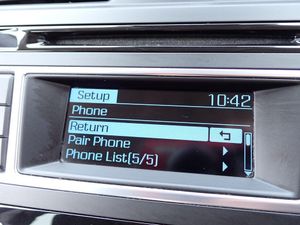 Setup
10:42
Phone
Return
Pair Phone
Phone List(5/5)